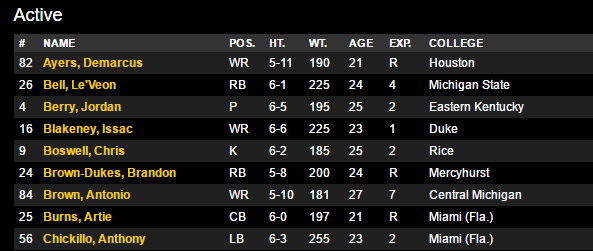 Active
# NAME POS. HT. WT. AGE EXP. COLLEGE
82 Ayers, Demarcus WR 5-11 190 21 R Houston
26 Bell, Le'Veon RB 6-1 225 24 4 Michigan State
4 Berry, Jordan P 6-5 195 25 2 Eastern Kentucky
16 Blakeney, Issac WR 6-6 225 23 1 Duke
9 Boswell, Chris K 6-2 185 25 2 Rice
24 Brown-Dukes, Brandon RB 5-8 200 24 R Mercyhurst
84 Brown, Antonio WR 5-10 181 27 7 Central Michigan
25 Burns, Artie CB 6-0 197 21 R Miami (Fla.)
56 Chickillo, Anthony LB 6-3 255 23 2 Miami (Fla.)